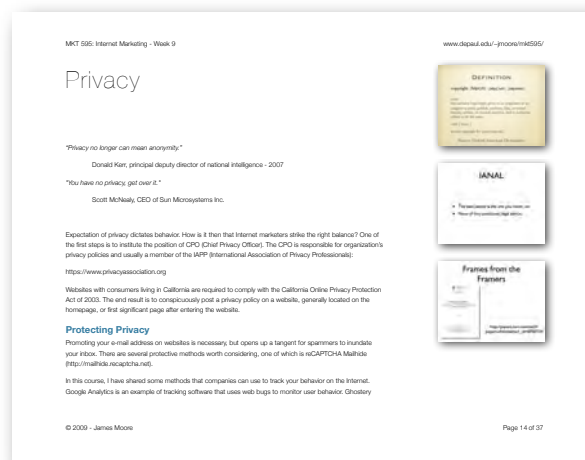 MKT 595: Internet Marketing - Week 9
www.depaul.edu/~jmoore/mkt595/
Privacy
"Privacy no longer can mean anonymity."
Donald Kerr, principal deputy director of national intelligence - 2007
"You have no privacy, get over it."
Scott McNealy, CEO of Sun Microsystems Inc.
Expectation of privacy dictates behavior. How is it then that Internet marketers strike the right balance? One of
the first steps is to institute the position of CPO (Chief Privacy Officer). The CPO is responsible for organization's
privacy policies and usually a member of the IAPP (International Association of Privacy Professionals):
https://www.privacyassociation.org
Websites with consumers living in California are required to comply with the California Online Privacy Protection
Act of 2003. The end result is to conspicuously post a privacy policy on a website, generally located on the
homepage, or first significant page after entering the website.
Protecting Privacy
Promoting your e-mail address on websites is necessary, but opens up a tangent for spammers to inundate
your inbox. There are several protective methods worth considering, one of which is reCAPTCHA Mailhide
(http://mailhide.recaptcha.net).
In this course, I have shared some methods that companies can use to track your behavior on the Internet.
Google Analytics is an example of tracking software that uses web bugs to monitor user behavior. Ghostery
DEFINITION
IANAL
Frames from the
Framers
© 2009 - James Moore
Page 14 of 37